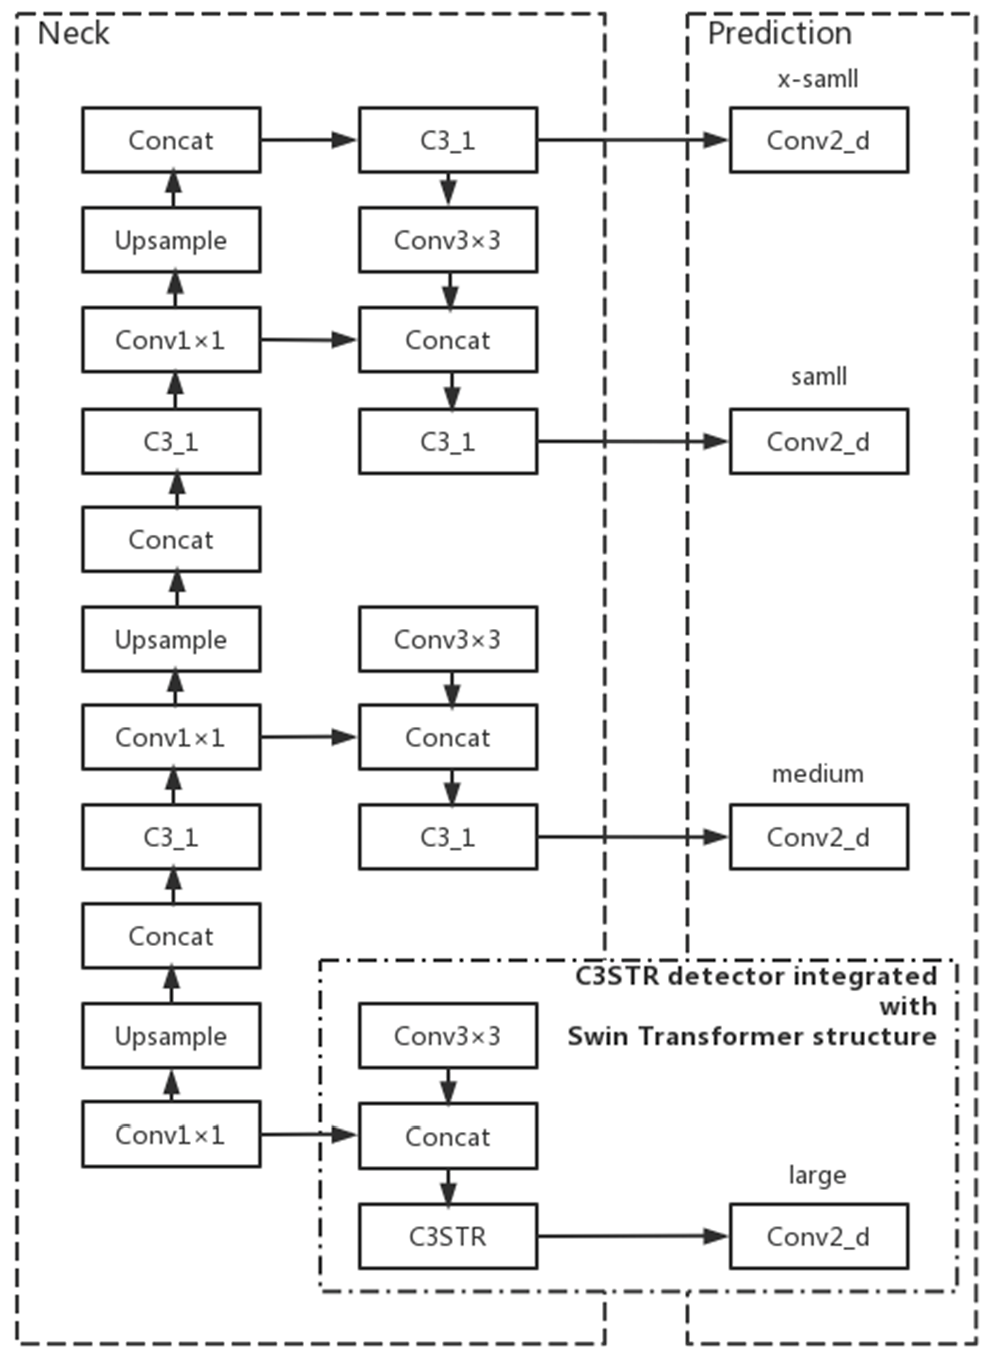 Neck
Prediction
x-samll
Concat
C3_1
Conv2_d
Upsample
Conv3×3
Conv1×1
Concat
samll
C3_1
C3_1
Conv2_d
Concat
Upsample
Conv3×3
Conv1×1
Concat
medium
C3_1
C3_1
Conv2_d
Concat
C3STR detector integrated
with
Swin Transformer structure
Upsample
Conv3×3
Conv1×1
Concat
large
C3STR
Conv2_d